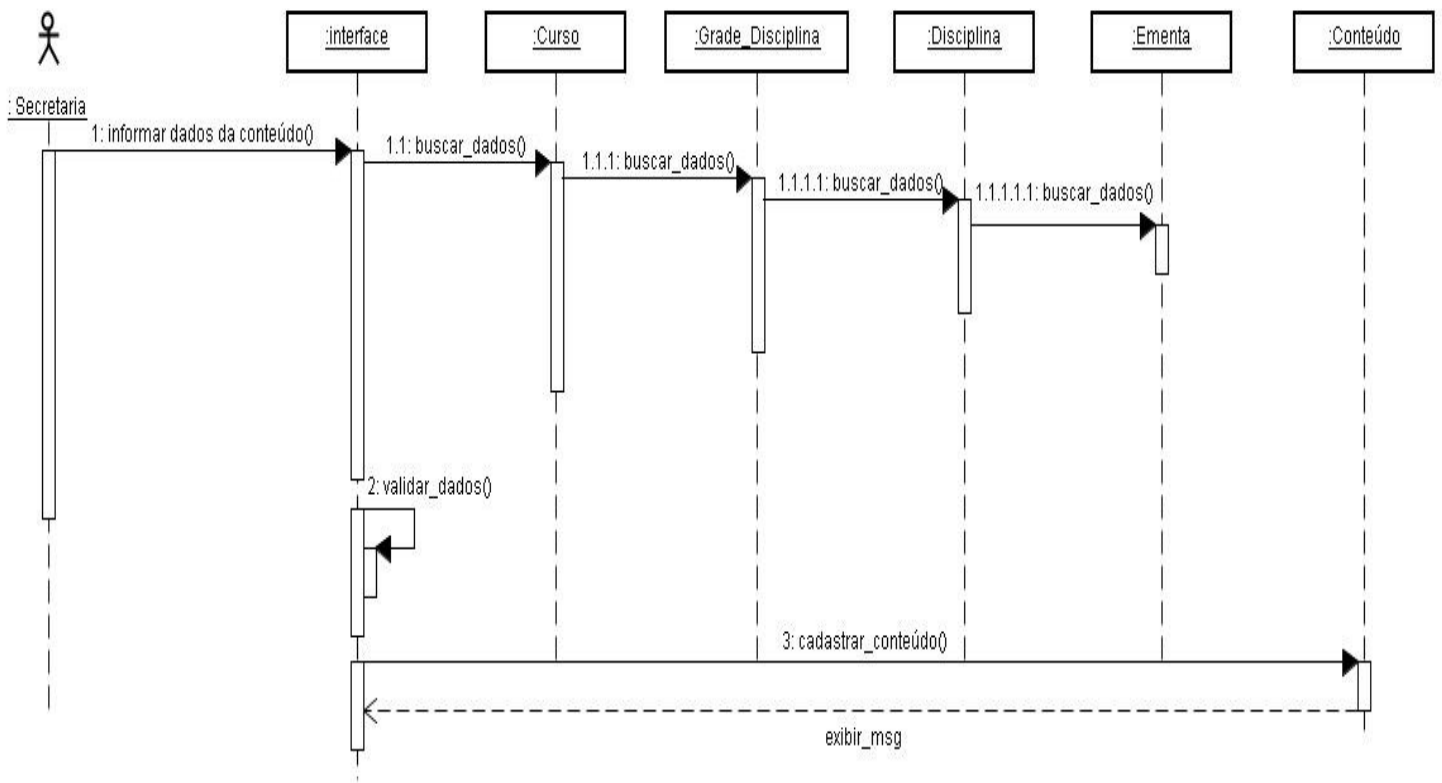 :interface
:Curso
:Grade_Disciplina
:Disciplina
:Ementa
:Conteúdo
: Secretaria
1: informar dados da conteúdo()
1.1: buscar_dados()
1.1.1: buscar_dados()
1.1.1.1: buscar_dados()
1.1.1.1.1: buscar_dados()
2: validar_dados()
3: cadastrar_conteúdo()
exibir_msg